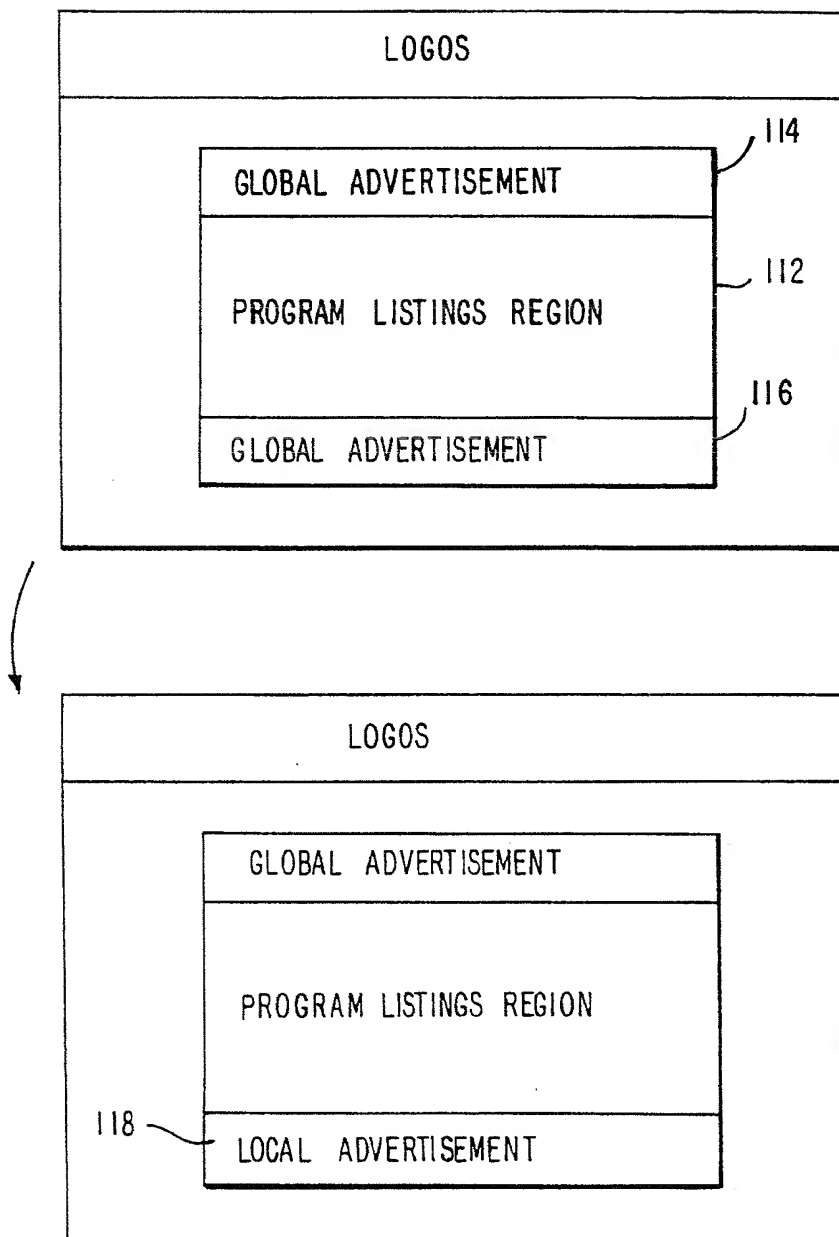 LOGOS
114
GLOBAL ADVERTISEMENT
112
PROGRAM LISTINGS REGION
116
GLOBAL ADVERTISEMENT
LOGOS
GLOBAL ADVERTISEMENT
PROGRAM LISTINGS REGION
118
LOCAL ADVERTISEMENT